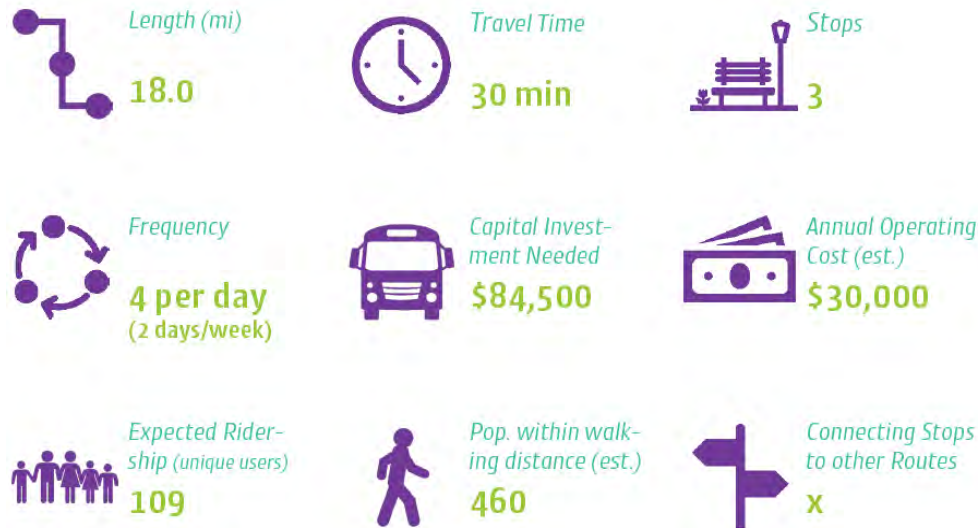 Length (mi)
18.0
Travel Time
30 min
Stops
3
Frequency
4 per day
(2 days/week)
Capital Invest-
ment Needed
$84,500
Annual Operating
Cost (est.)
$30,000
Expected Rider-
ship (unique users)
109
Pop. within walk-
ing distance (est.)
460
Connecting Stops
to other Routes
x